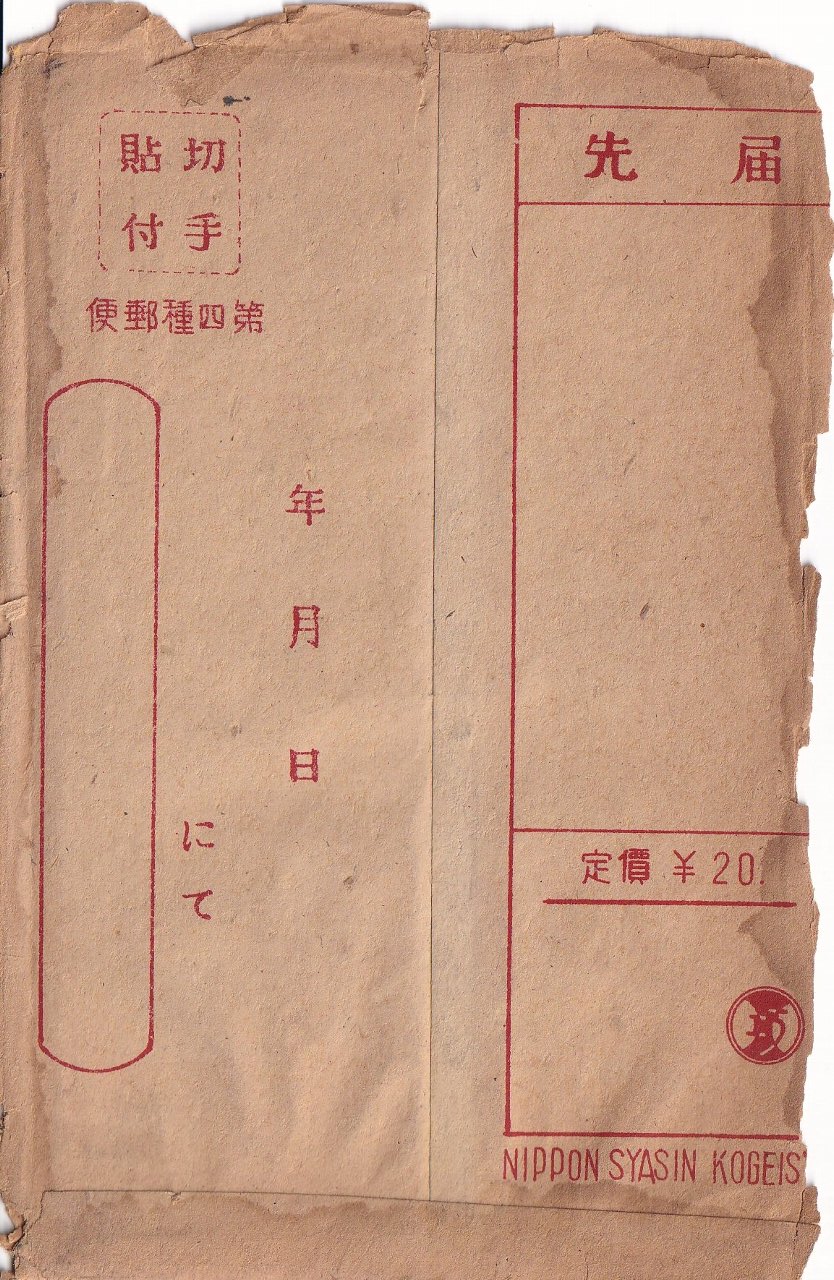 切手
貼付
第四種郵便
年月日
にて
届先
定價 ¥20.
NIPPON SYASIN KOGEIS